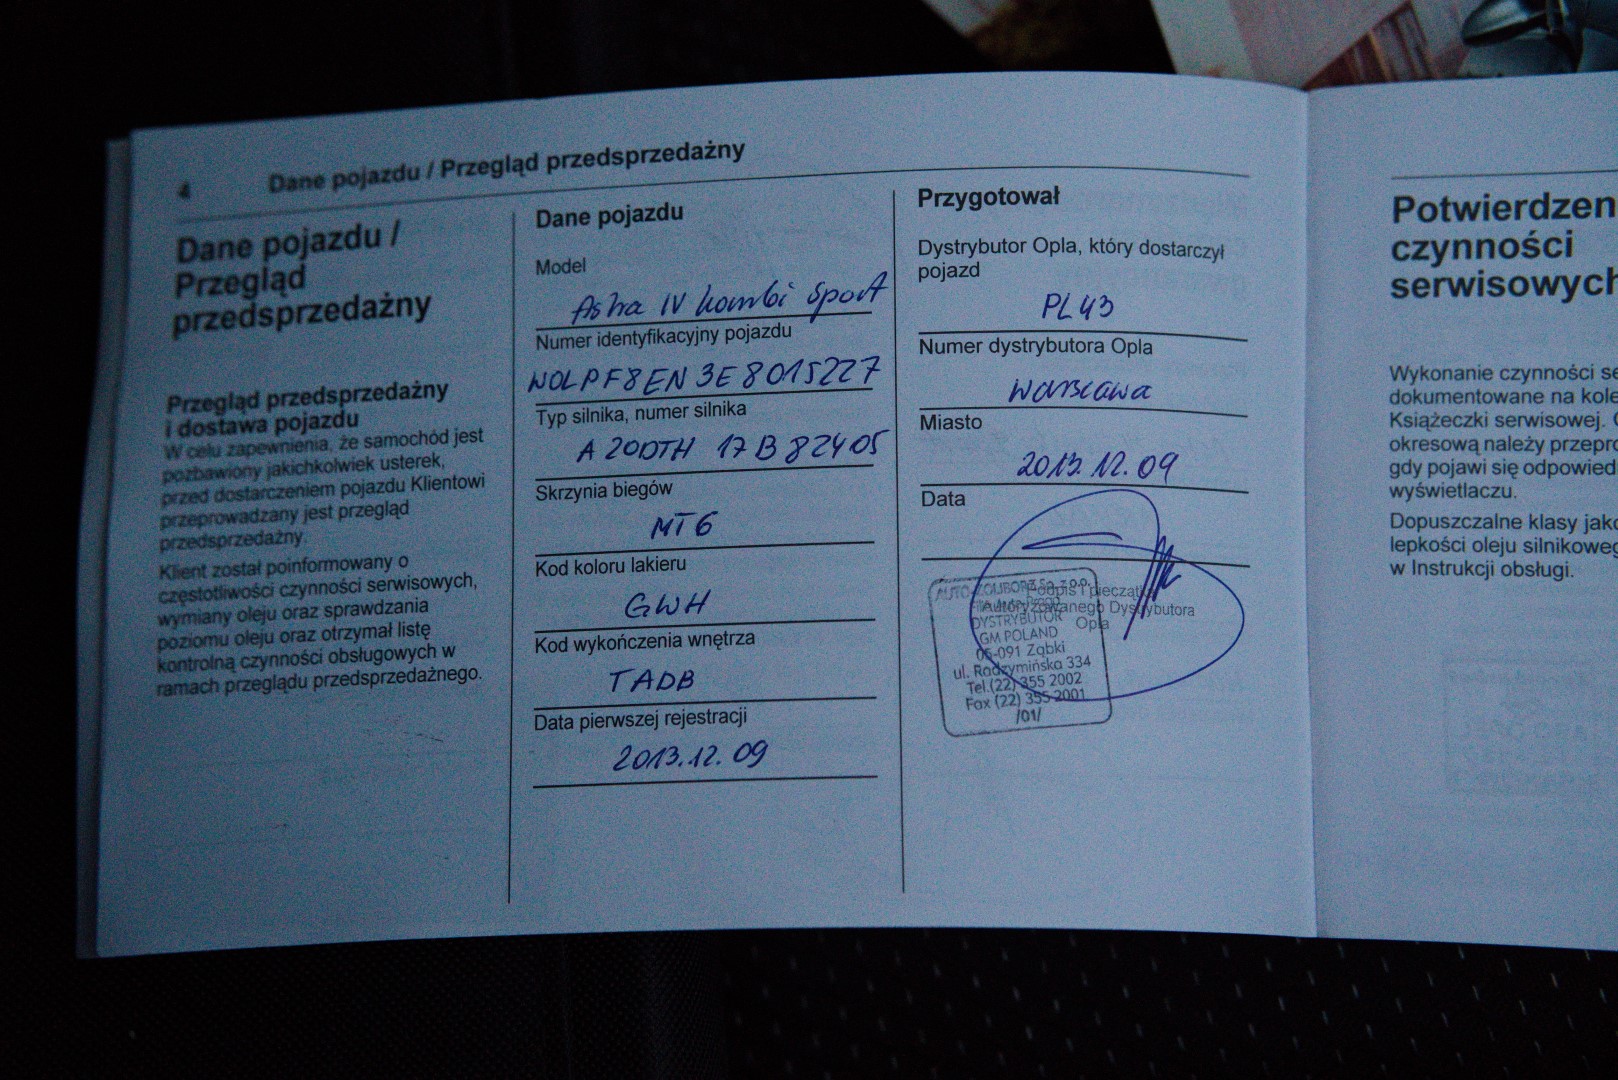 4 Dane pojazdu / Przegląd przedsprzedażny
Dane pojazdu /
Przegląd
przedsprzedażny
Przegląd przedsprzedażny
i dostawa pojazdu
W celu zapewnienia, że samochód jest
pozbawiony jakichkolwiek usterek,
przed dostarczeniem pojazdu Klientowi
przeprowadzany jest przegląd
przedsprzedażny.
Klient został poinformowany o
częstotliwości czynności serwisowych,
wymiany oleju oraz sprawdzania
poziomu oleju oraz otrzymał listę
kontrolną czynności obsługowych w
ramach przeglądu przedsprzedażnego.
Dane pojazdu
Model
Astra IV kombi Sport
Numer identyfikacyjny pojazdu
W0LPF8EN3E8015227
Typ silnika, numer silnika
A20DTH 17B82405
Skrzynia biegów
MT6
Kod koloru lakieru
GWH
Kod wykończenia wnętrza
TADB
Data pierwszej rejestracji
2013.12.09
Przygotował
Dystrybutor Opla, który dostarczył
pojazd
PL43
Numer dystrybutora Opla
Warszawa
Miasto
2013.12.09
Data
Podpis i pieczątka
Autoryzowanego Dystrybutora
Opla
AUTO-ŻOLIBORZ Sp. z o.o.
DYSTRYBUTOR
GM POLAND
05-091 Ząbki
ul. Radzymińska 334
Tel.(22) 355 2002
Fax (22) 355 2001
/01/
Potwierdzen
czynności
serwisowych
Wykonanie czynności se
dokumentowane na kole
Książeczki serwisowej.
okresową należy przepro
gdy pojawi się odpowied
wyświetlaczu.
Dopuszczalne klasy jako
lepkości oleju silnikoweg
w Instrukcji obsługi.